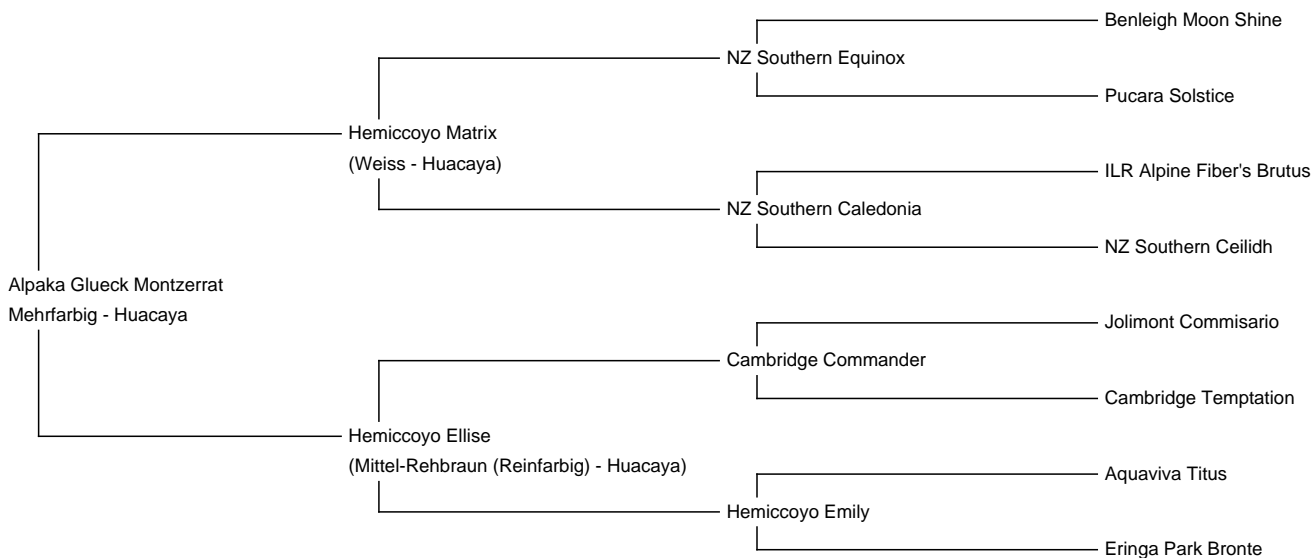 Benleigh Moon Shine
NZ Southern Equinox
Pucara Solstice
Hemiccoyo Matrix
(Weiss - Huacaya)
ILR Alpine Fiber's Brutus
NZ Southern Caledonia
NZ Southern Ceilidh
Alpaka Glueck Montzerrat
Mehrfarbig - Huacaya
Jolimont Commisario
Cambridge Commander
Cambridge Temptation
Hemiccoyo Ellise
(Mittel-Rehbraun (Reinfarbig) - Huacaya)
Aquaviva Titus
Hemiccoyo Emily
Eringa Park Bronte